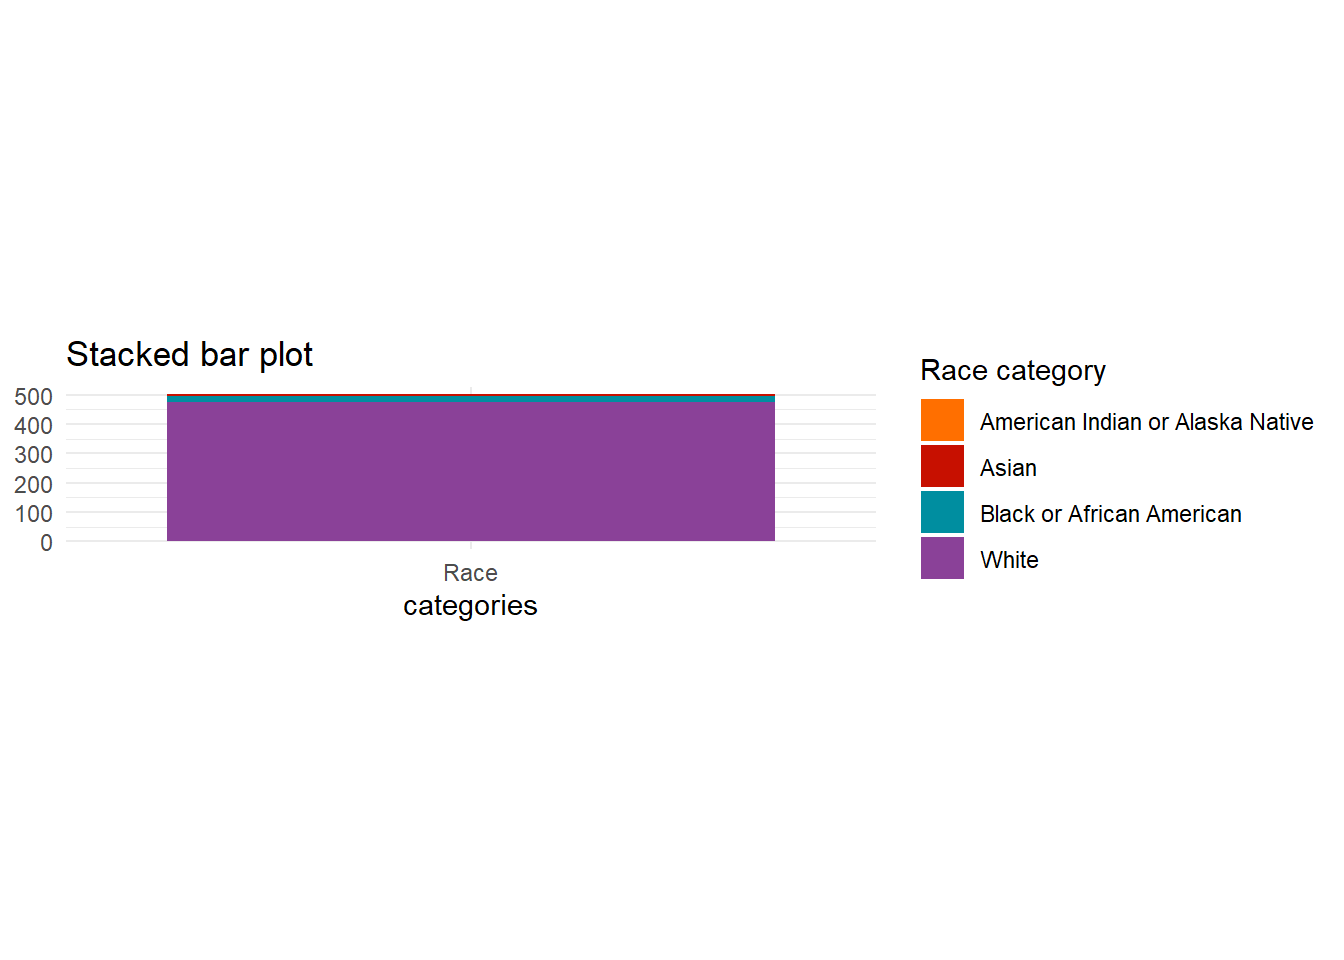 Stacked bar plot
500
400
300
200
100
0
Race
categories
Race category
American Indian or Alaska Native
Asian
Black or African American
White